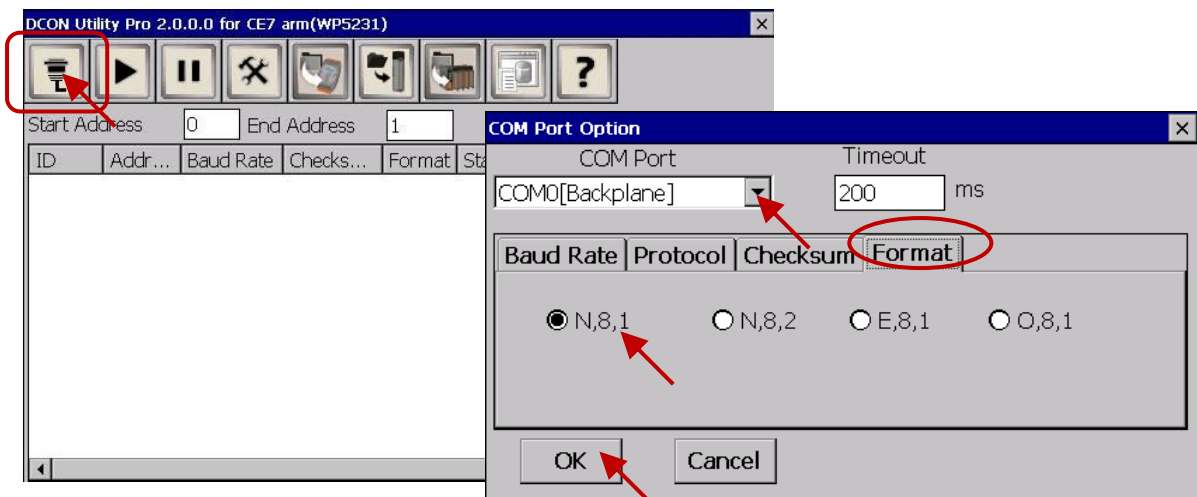 DCON Utility Pro 2.0.0.0 for CE7 arm(WP5231)
?
Start Address 0 End Address 1
ID Addr... Baud Rate Checks... Format Sta
COM Port Option
COM Port Timeout
COM0[Backplane] 200 ms
Baud Rate Protocol Checksum Format
N,8,1 N,8,2 E,8,1 O,8,1
OK Cancel